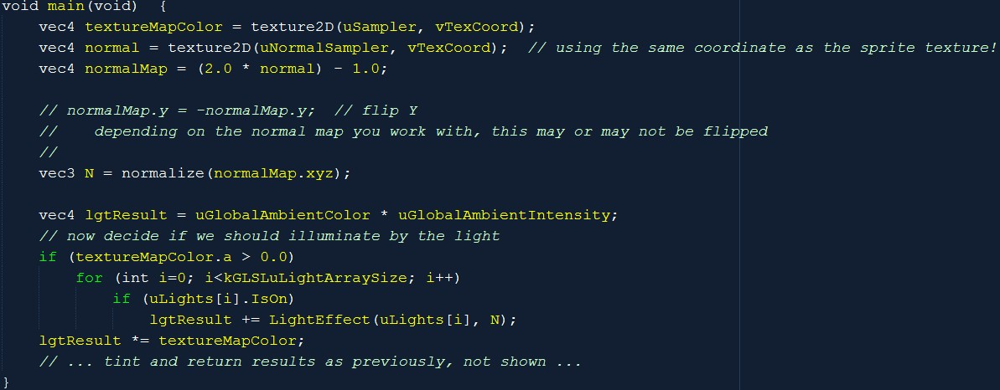 void main(void)  {
    vec4 textureMapColor = texture2D(uSampler, vTexCoord);
    vec4 normal = texture2D(uNormalSampler, vTexCoord);  // using the same coordinate as the sprite texture!
    vec4 normalMap = (2.0 * normal) - 1.0;

    // normalMap.y = -normalMap.y;  // flip Y
    //    depending on the normal map you work with, this may or may not be flipped
    //
    vec3 N = normalize(normalMap.xyz);

    vec4 lgtResult = uGlobalAmbientColor * uGlobalAmbientIntensity;
    // now decide if we should illuminate by the light
    if (textureMapColor.a > 0.0)
        for (int i=0; i<kGLSLuLightArraySize; i++)
            if (uLights[i].IsOn)
                lgtResult += LightEffect(uLights[i], N);
    lgtResult *= textureMapColor;
    // ... tint and return results as previously, not shown ...
}